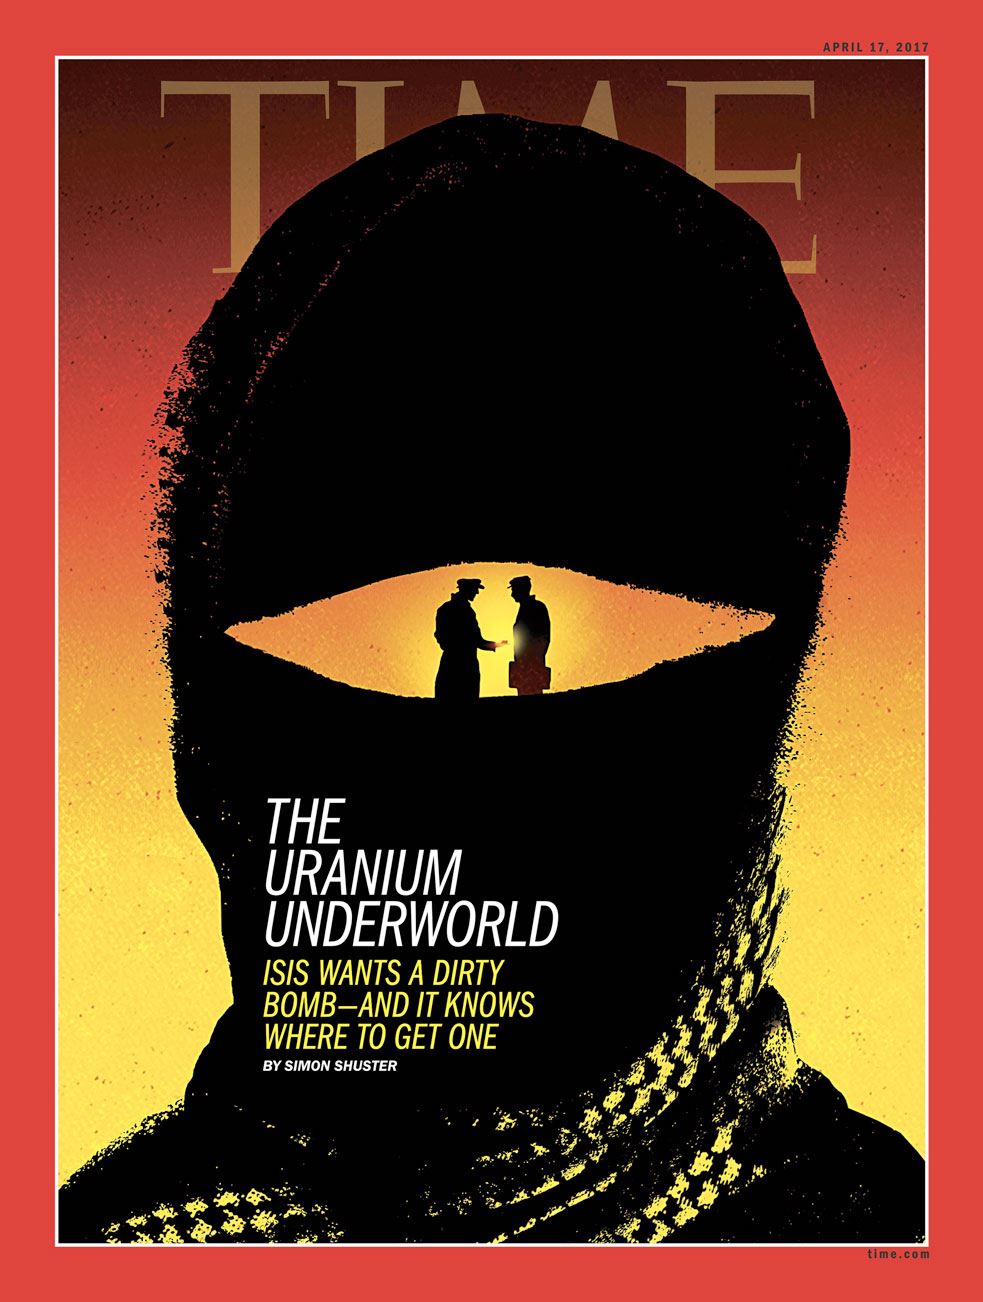 APRIL 17, 2017
TIME
THE
URANIUM
UNDERWORLD
ISIS WANTS A DIRTY
BOMB—AND IT KNOWS
WHERE TO GET ONE
BY SIMON SHUSTER
time.com